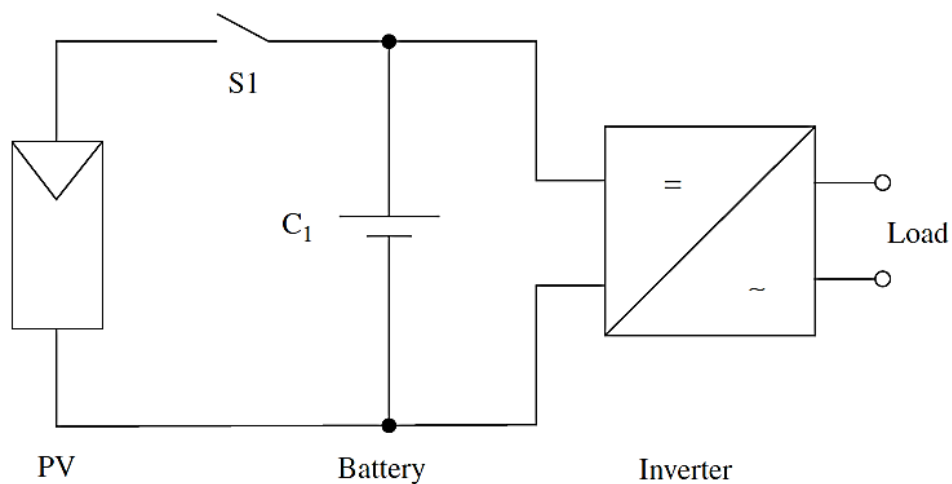 S1
=
C1
Load
~
PV
Battery
Inverter